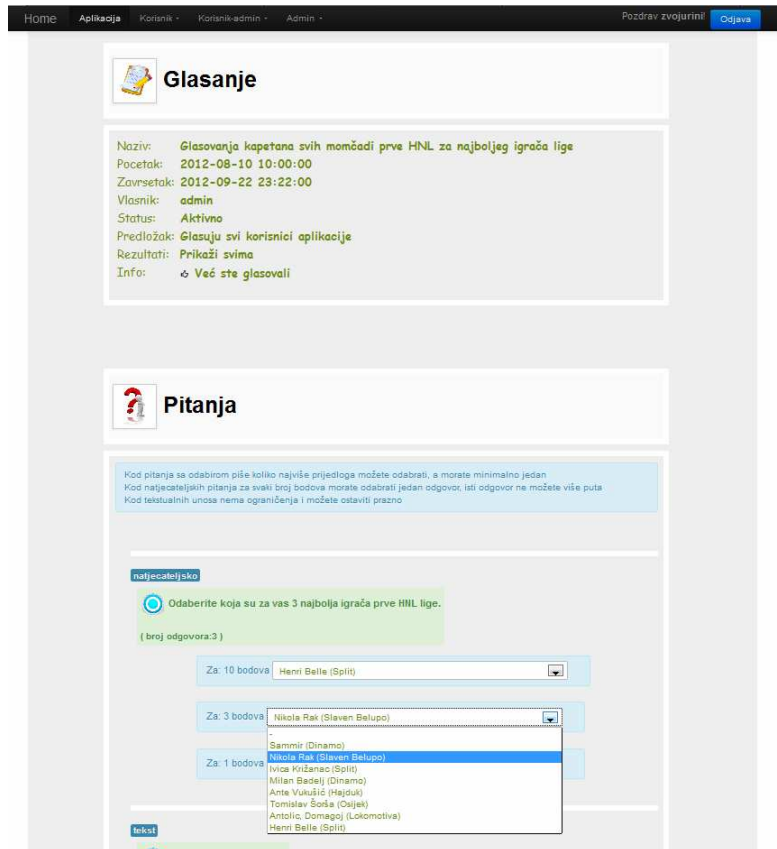 Home Aplikacija Korisnik Korisnik-admin Admin Pozdrav zvojurini! Odjava
Glasanje
Naziv: Glasovanja kapetana svih momčadi prve HNL za najboljeg igrača lige
Pocetak: 2012-08-10 10:00:00
Zavrsetak: 2012-09-22 23:22:00
Vlasnik: admin
Status: Aktivno
Predložak: Glasuju svi korisnici aplikacije
Rezultati: Prikaži svima
Info: Već ste glasovali
Pitanja
Kod pitanja sa odabirom piše koliko najviše prijedloga možete odabrati, a morate minimalno jedan
Kod natjecateljskih pitanja za svaki broj bodova morate odabrati jedan odgovor, isti odgovor ne možete više puta
Kod tekstualnih unosa nema ograničenja i možete ostaviti prazno
natjecateljsko
Odaberite koja su za vas 3 najbolja igrača prve HNL lige.
( broj odgovora:3 )
Za: 10 bodova Henri Belle (Split)
Za: 3 bodova Nikola Rak (Slaven Belupo)
-
Sammir (Dinamo)
Nikola Rak (Slaven Belupo)
Za: 1 bodova
Ivica Križanac (Split)
Milan Badelj (Dinamo)
Ante Vukušić (Hajduk)
Tomislav Šorša (Osijek)
Antolic, Domagoj (Lokomotiva)
Henri Belle (Split)
tekst